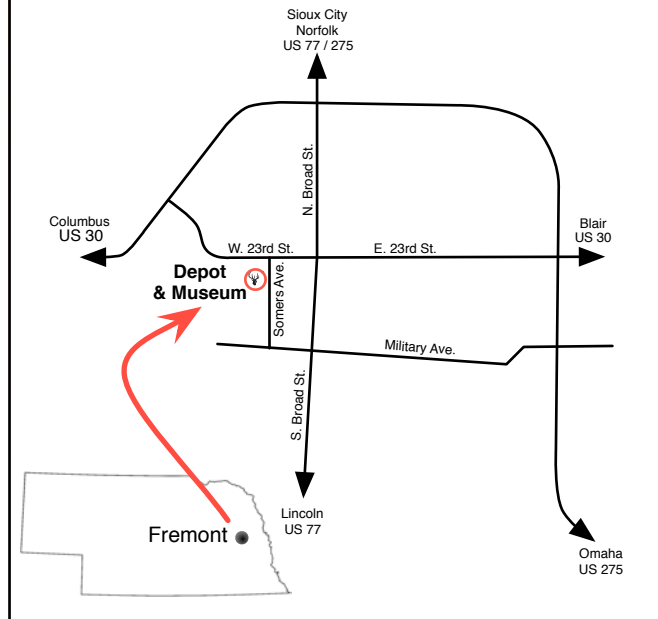 Sioux City
Norfolk
US 77 / 275
N. Broad St.
Columbus
US 30
W. 23rd St.
E. 23rd St.
Blair
US 30
Depot
& Museum
Somers Ave.
Military Ave.
S. Broad St.
Lincoln
US 77
Fremont
Omaha
US 275